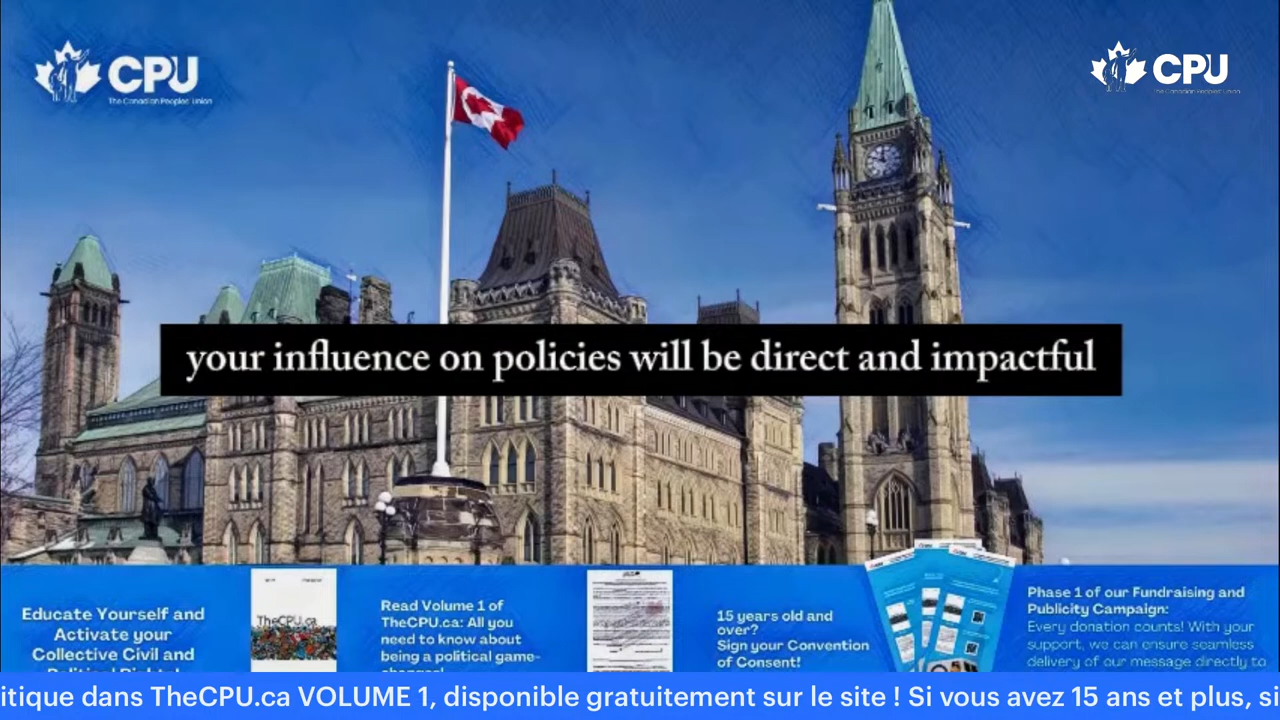 CPU
The Canadian Peoples' Union
CPU
The Canadian Peoples' Union
your influence on policies will be direct and impactful
Educate Yourself and
Activate your
Collective Civil and
TheCPU.ca
Read Volume 1 of
TheCPU.ca: All you
need to know about
being a political game-
15 years old and
over?
Sign your Convention
of Consent!
Phase 1 of our Fundraising and
Publicity Campaign:
Every donation counts! With your
support, we can ensure seamless
delivery of our message directly to
itique dans TheCPU.ca VOLUME 1, disponible gratuitement sur le site ! Si vous avez 15 ans et plus, si